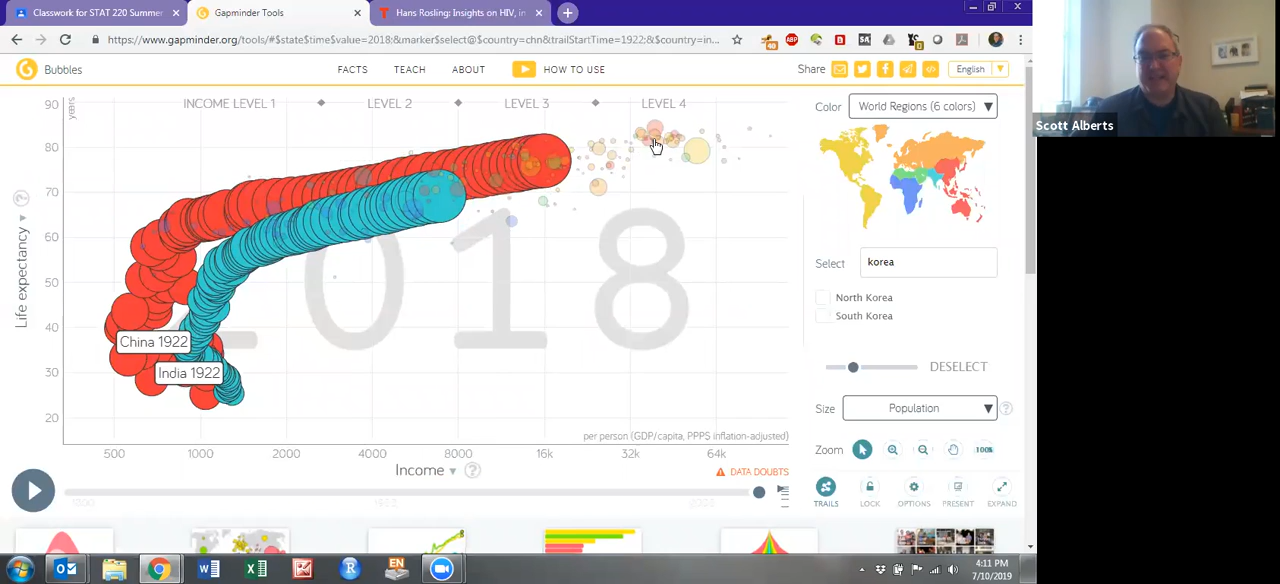 Classwork for STAT 220 Summer
Gapminder Tools
Hans Rosling: Insights on HIV, in
https://www.gapminder.org/tools/#$state$time$value=2018;&marker$select@$country=chn&trailStartTime=1922;&$country=in...
Bubbles
FACTS
TEACH
ABOUT
HOW TO USE
Share
English
Scott Alberts
years
90
80
70
60
50
40
30
20
Life expectancy
INCOME LEVEL 1
LEVEL 2
LEVEL 3
LEVEL 4
2018
China 1922
India 1922
per person (GDP/capita, PPP$ inflation-adjusted)
500
1000
2000
4000
8000
16k
32k
64k
Income
DATA DOUBTS
1922
Color
World Regions (6 colors)
Select
korea
North Korea
South Korea
DESELECT
Size
Population
Zoom
100%
TRAILS
LOCK
OPTIONS
PRESENT
EXPAND
4:11 PM
7/10/2019